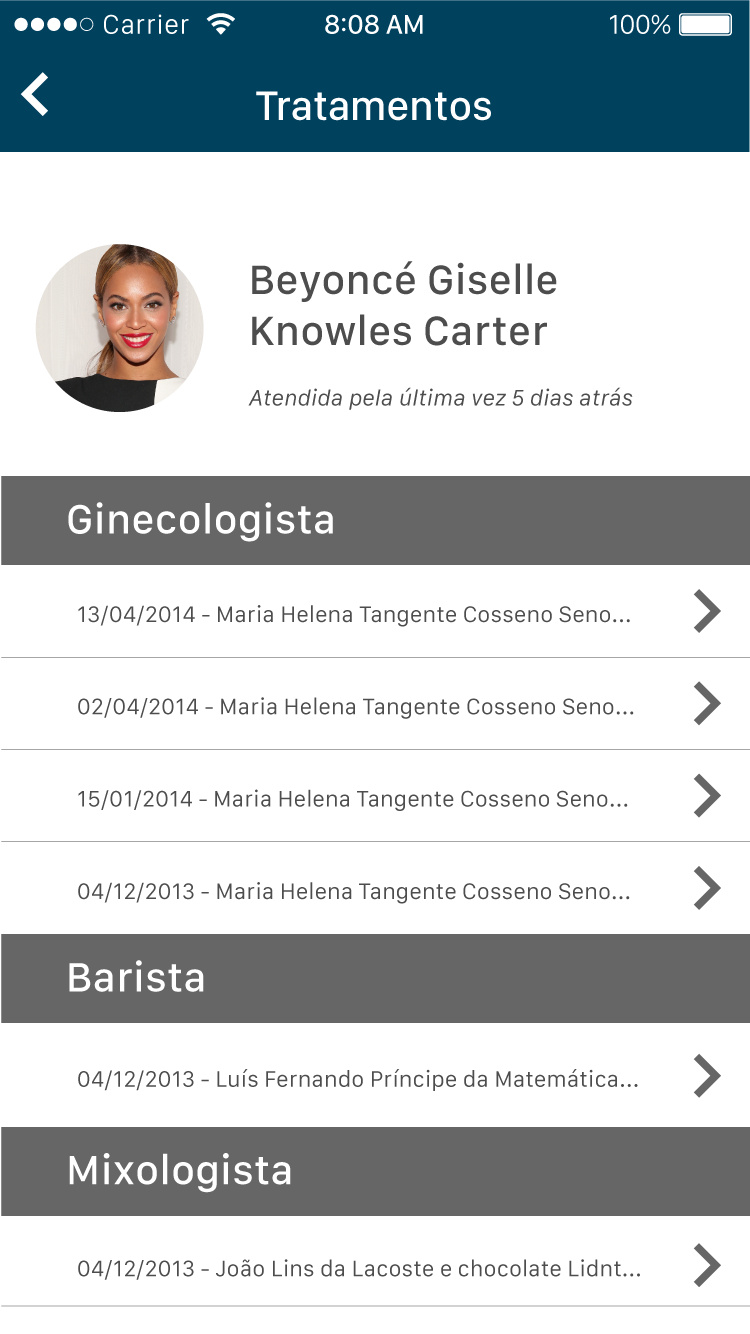 Carrier 8:08 AM 100%
Tratamentos
Beyoncé Giselle
Knowles Carter
Atendida pela última vez 5 dias atrás
Ginecologista
13/04/2014 - Maria Helena Tangente Cosseno Seno...
02/04/2014 - Maria Helena Tangente Cosseno Seno...
15/01/2014 - Maria Helena Tangente Cosseno Seno...
04/12/2013 - Maria Helena Tangente Cosseno Seno...
Barista
04/12/2013 - Luís Fernando Príncipe da Matemática...
Mixologista
04/12/2013 - João Lins da Lacoste e chocolate Lidnt...